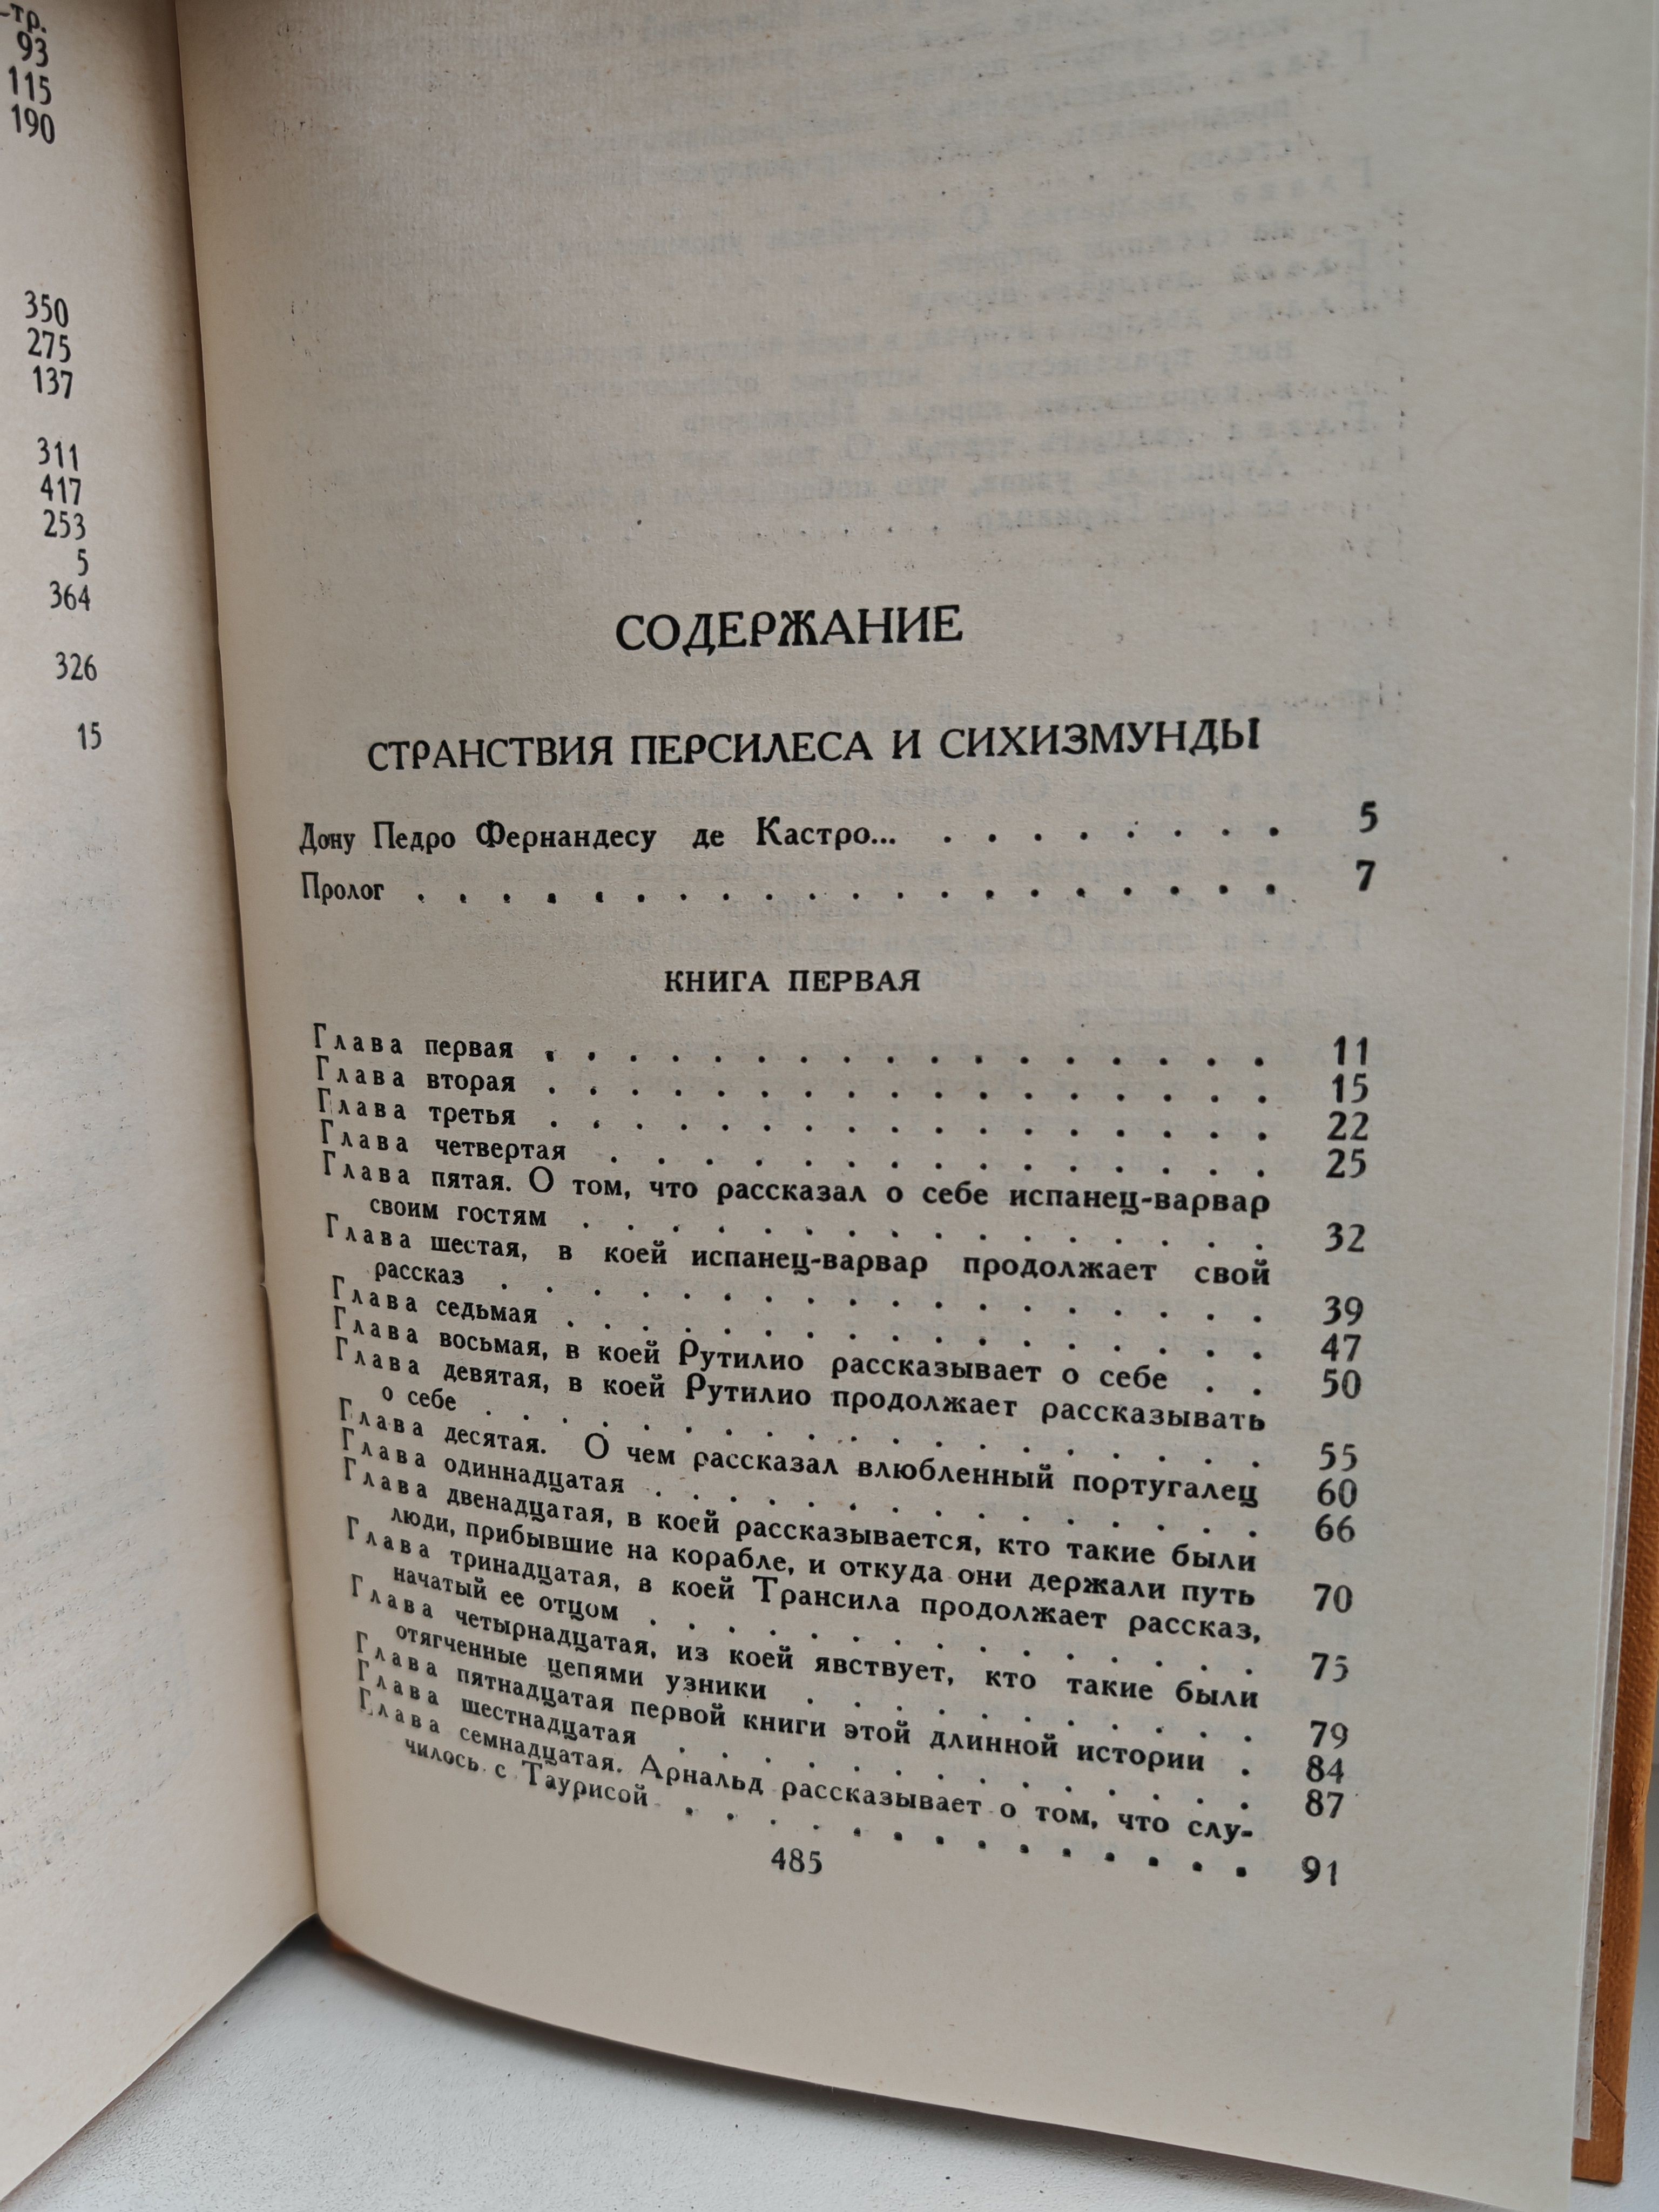 -тр.
93
115
190
350
275
137
311
417
253
5
364
326
15
СОДЕРЖАНИЕ
СТРАНСТВИЯ ПЕРСИЛЕСА И СИХИЗМУНДЫ
Дону Педро Фернандесу де Кастро... . . . . . . . . . 5
Пролог . . . . . . . . . . . . . . . . . . . . . 7
КНИГА ПЕРВАЯ
Глава первая . . . . . . . . . . . . . . . . . . 11
Глава вторая . . . . . . . . . . . . . . . . . . 15
Глава третья . . . . . . . . . . . . . . . . . . 22
Глава четвертая . . . . . . . . . . . . . . . . . 25
Глава пятая. О том, что рассказал о себе испанец-варвар
своим гостям . . . . . . . . . . . . . . . . . 32
Глава шестая, в коей испанец-варвар продолжает свой
рассказ . . . . . . . . . . . . . . . . . . . 39
Глава седьмая . . . . . . . . . . . . . . . . . . 47
Глава восьмая, в коей Рутилио рассказывает о себе . . 50
Глава девятая, в коей Рутилио продолжает рассказывать
о себе . . . . . . . . . . . . . . . . . . . . 55
Глава десятая. О чем рассказал влюбленный португалец 60
Глава одиннадцатая . . . . . . . . . . . . . . . 66
Глава двенадцатая, в коей рассказывается, кто такие были
люди, прибывшие на корабле, и откуда они держали путь 70
Глава тринадцатая, в коей Трансила продолжает рассказ,
начатый ее отцом . . . . . . . . . . . . . . . 75
Глава четырнадцатая, из коей явствует, кто такие были
отягченные цепями узники . . . . . . . . . . . 79
Глава пятнадцатая первой книги этой длинной истории . 84
Глава шестнадцатая . . . . . . . . . . . . . . . 87
Глава семнадцатая. Арнальд рассказывает о том, что слу-
чилось с Таурисой . . . . . . . . . . . . . . 91
485